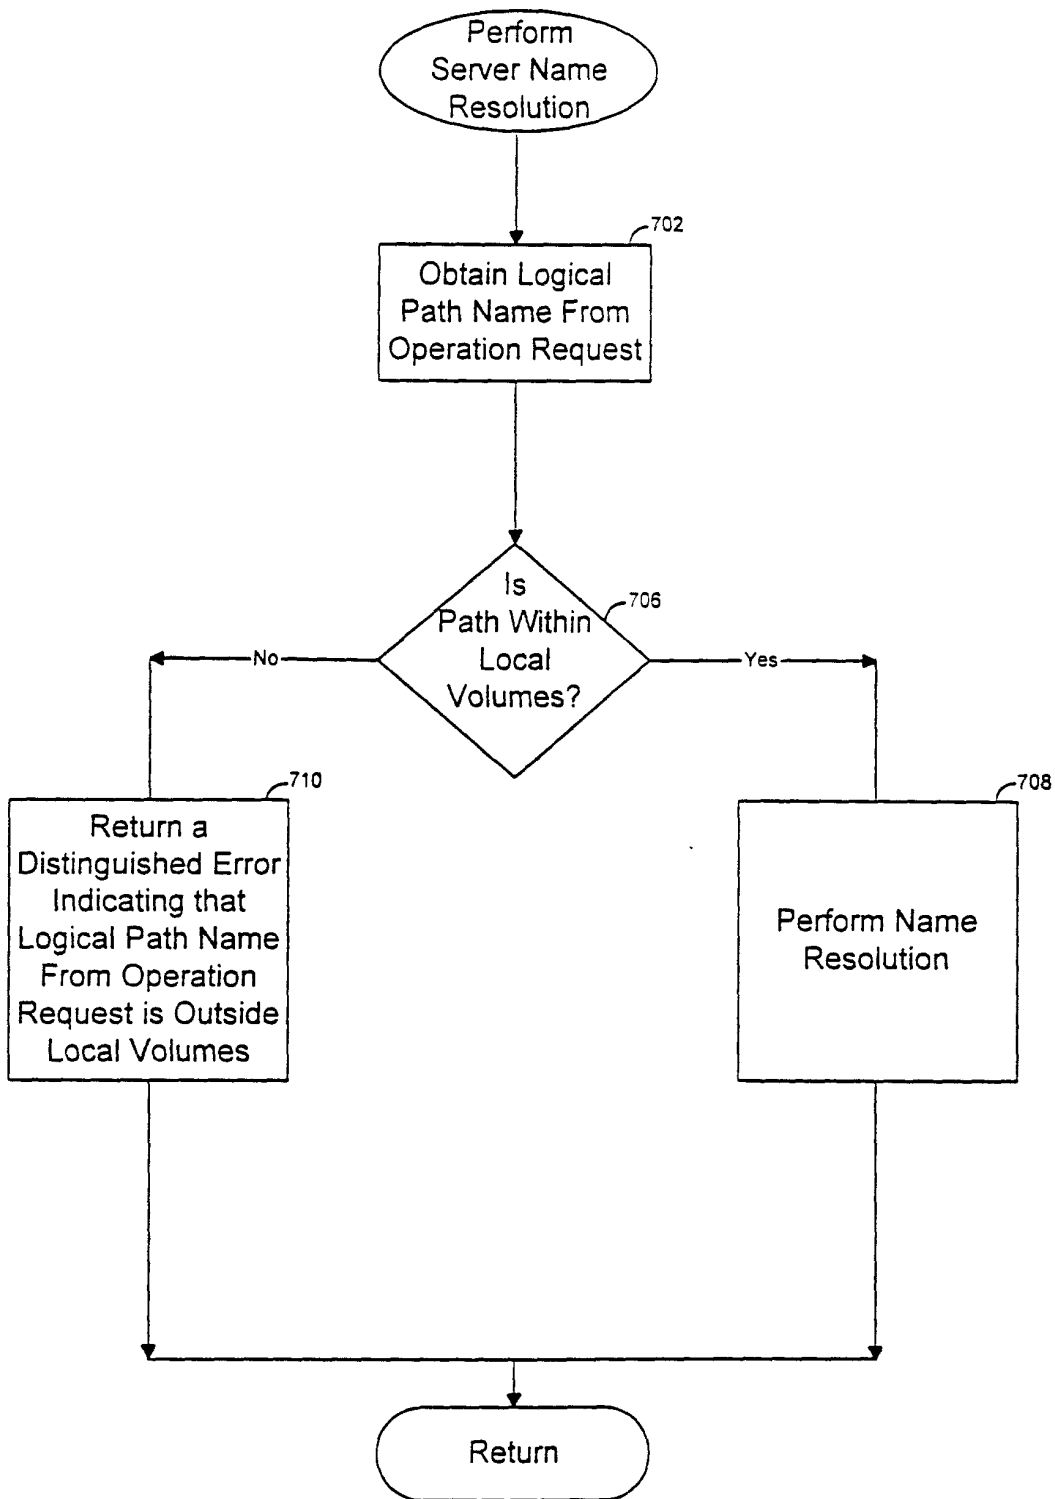 Perform
Server Name
Resolution
702
Obtain Logical
Path Name From
Operation Request
706
Is
Path Within
Local
Volumes?
No
Yes
710
Return a
Distinguished Error
Indicating that
Logical Path Name
From Operation
Request is Outside
Local Volumes
708
Perform Name
Resolution
Return